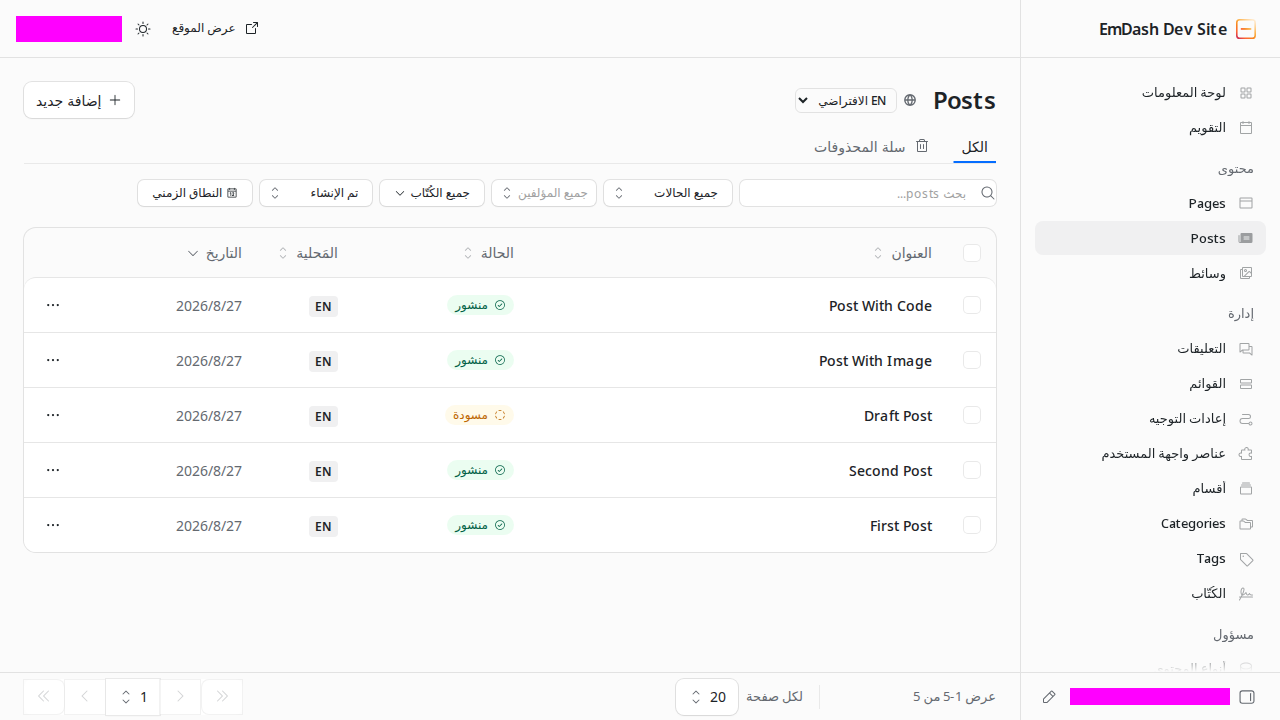 EmDash Dev Site
عرض الموقع
لوحة المعلومات
التقويم
محتوى
Pages
Posts
وسائط
إدارة
التعليقات
القوائم
إعادات التوجيه
عناصر واجهة المستخدم
أقسام
Categories
Tags
الكُتّاب
مسؤول
أنواع المحتوى
Posts
EN الافتراضي
إضافة جديد
الكل
سلة المحذوفات
بحث posts...
جميع الحالات
جميع المؤلفين
جميع الكُتّاب
تم الإنشاء
النطاق الزمني
العنوان الحالة المَحلية التاريخ
Post With Code منشور EN 2026/8/27
Post With Image منشور EN 2026/8/27
Draft Post مسودة EN 2026/8/27
Second Post منشور EN 2026/8/27
First Post منشور EN 2026/8/27
عرض 1-5 من 5
لكل صفحة 20
1